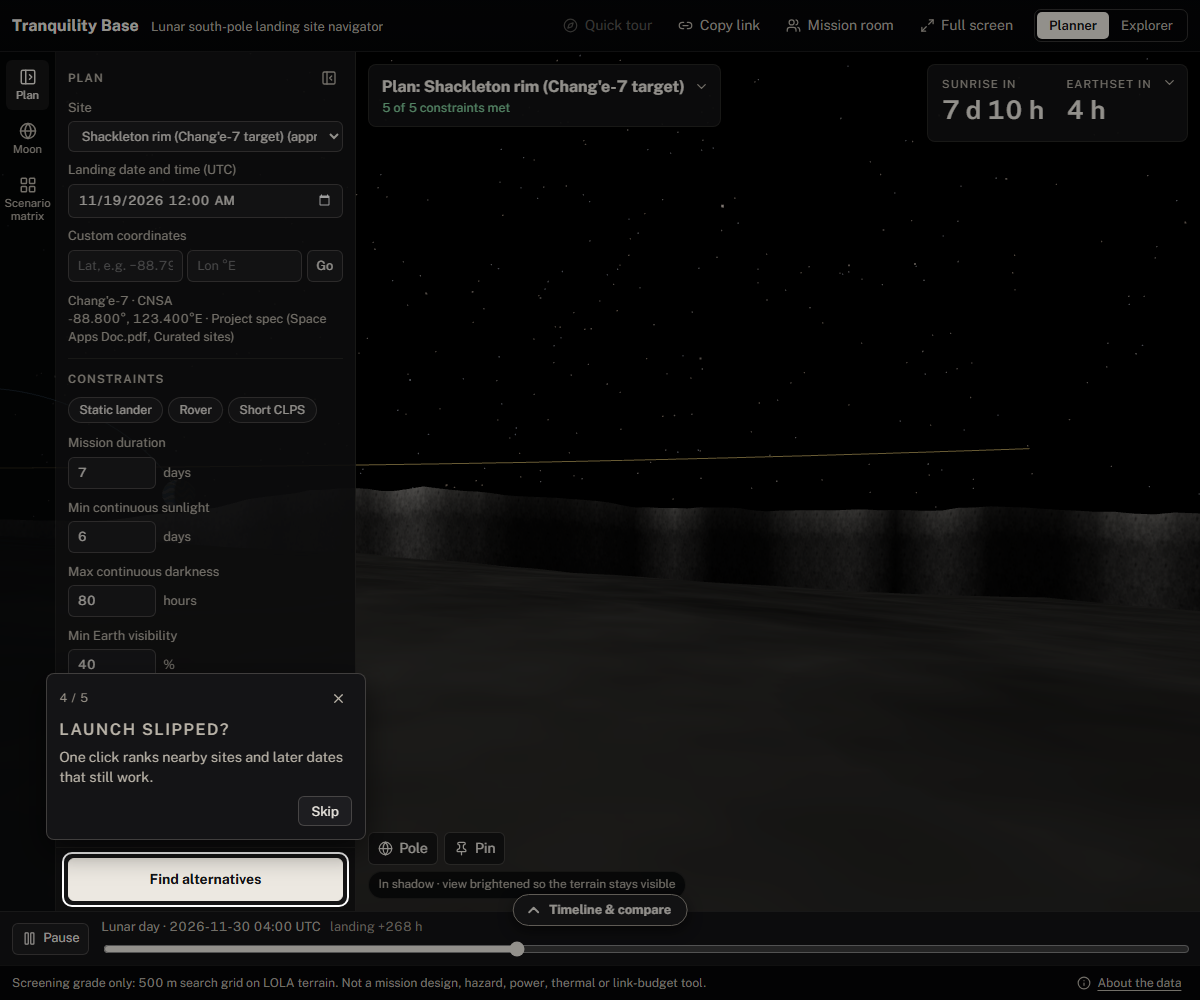 Tranquility Base Lunar south-pole landing site navigator
Quick tour Copy link Mission room Full screen Planner Explorer
Plan
Moon
Scenario
matrix
PLAN
Site
Shackleton rim (Chang'e-7 target) (appr
Landing date and time (UTC)
11/19/2026 12:00 AM
Custom coordinates
Lat, e.g. −88.79 Lon °E Go
Chang'e-7 · CNSA
-88.800°, 123.400°E · Project spec (Space
Apps Doc.pdf, Curated sites)
CONSTRAINTS
Static lander Rover Short CLPS
Mission duration
7 days
Min continuous sunlight
6 days
Max continuous darkness
80 hours
Min Earth visibility
40 %
4 / 5
LAUNCH SLIPPED?
One click ranks nearby sites and later dates
that still work.
Skip
Find alternatives
Plan: Shackleton rim (Chang'e-7 target)
5 of 5 constraints met
SUNRISE IN EARTHSET IN
7 d 10 h 4 h
Pole Pin
In shadow · view brightened so the terrain stays visible
Timeline & compare
Pause Lunar day · 2026-11-30 04:00 UTC landing +268 h
Screening grade only: 500 m search grid on LOLA terrain. Not a mission design, hazard, power, thermal or link-budget tool. About the data